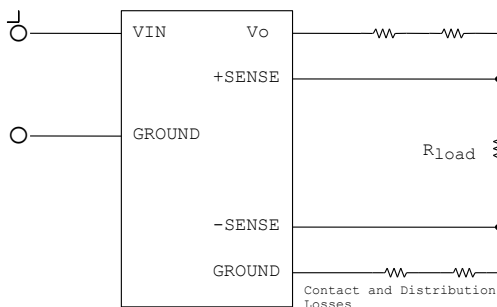 VIN Vo
+SENSE
GROUND
Rload
-SENSE
GROUND
Contact and Distribution
Losses